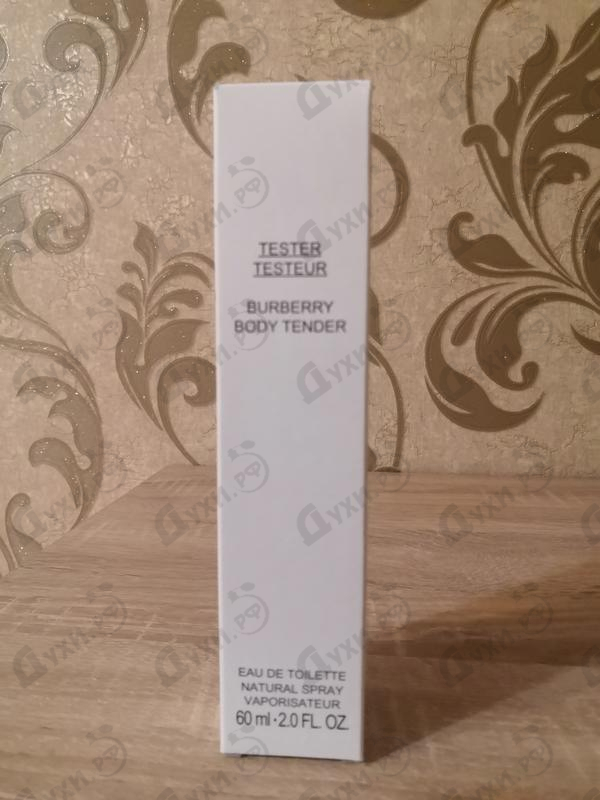 TESTER
TESTEUR
BURBERRY
BODY TENDER
EAU DE TOILETTE
NATURAL SPRAY
VAPORISATEUR
60 ml·2.0 FL. OZ.
Духи.рф